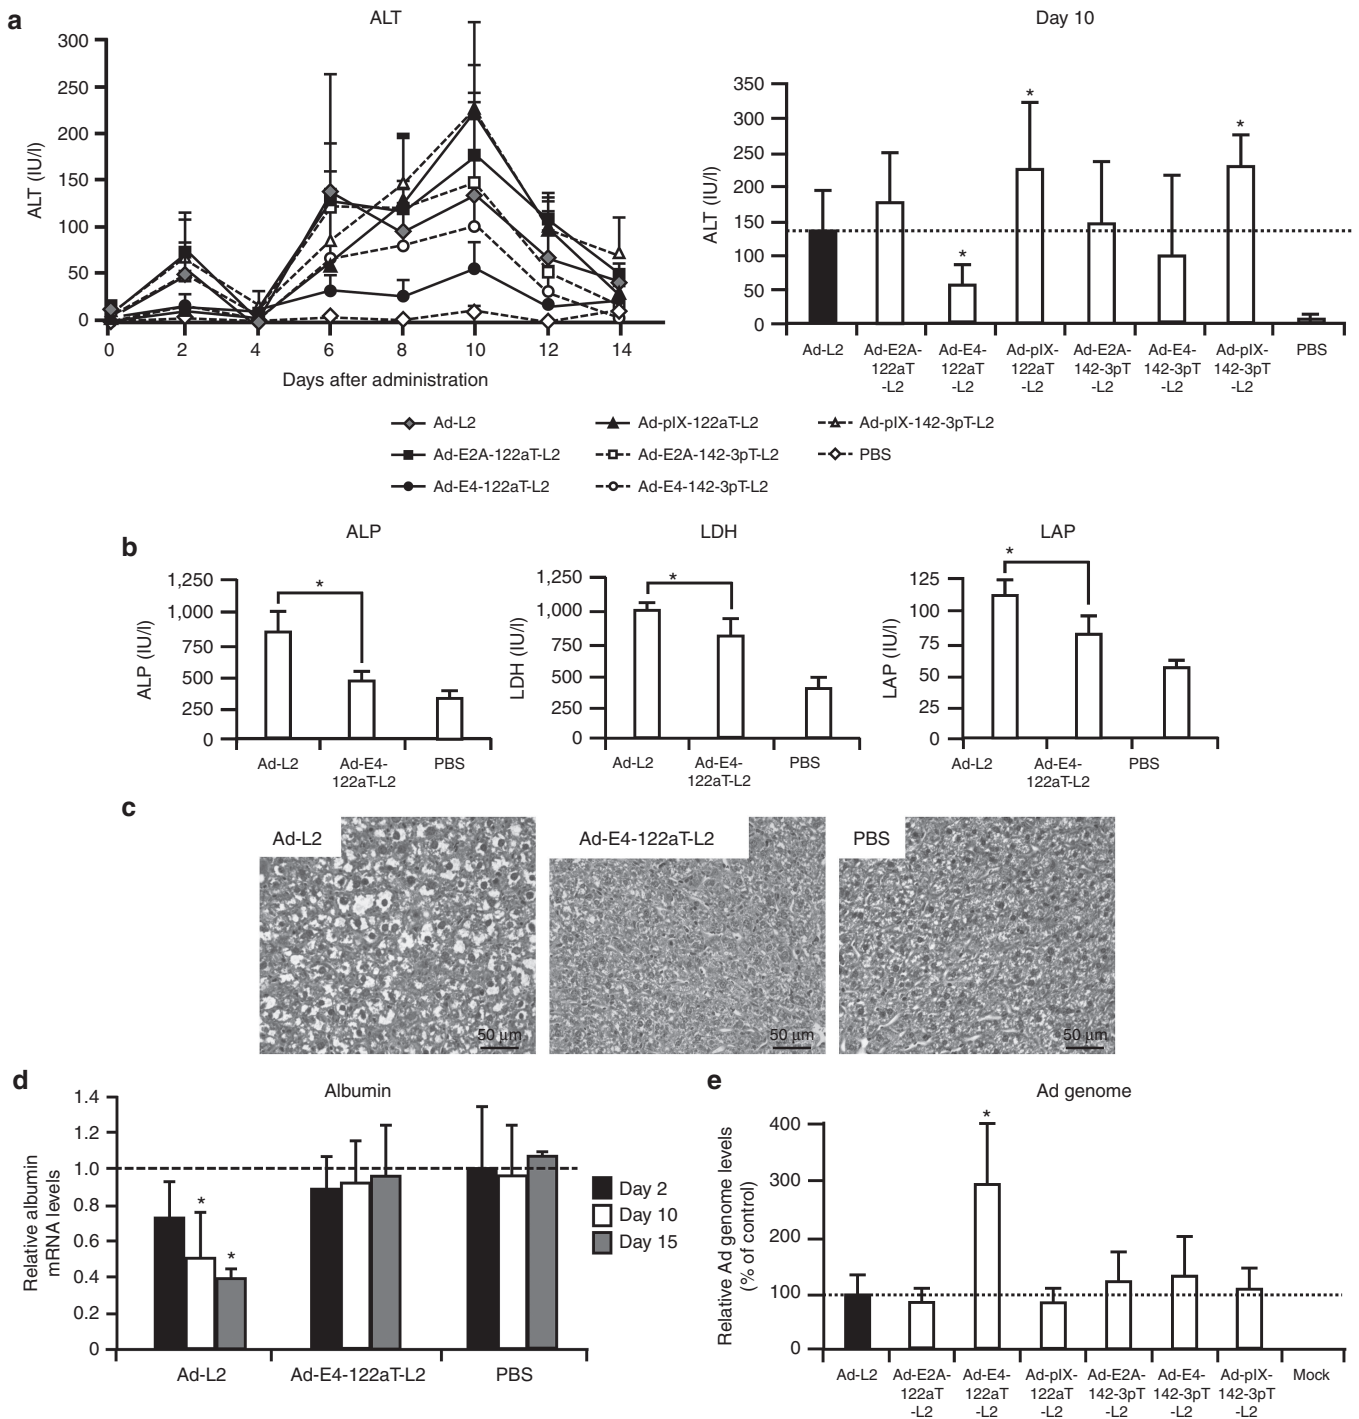 a
ALT
ALT (IU/l)
300
250
200
150
100
50
0
0 2 4 6 8 10 12 14
Days after administration
Day 10
ALT (IU/l)
350
300
250
200
150
100
50
0
* * * *
Ad-L2 Ad-E2A-122aT-L2 Ad-E4-122aT-L2 Ad-pIX-122aT-L2 Ad-E2A-142-3pT-L2 Ad-E4-142-3pT-L2 Ad-pIX-142-3pT-L2 PBS
Ad-L2 Ad-pIX-122aT-L2 Ad-pIX-142-3pT-L2
Ad-E2A-122aT-L2 Ad-E2A-142-3pT-L2 PBS
Ad-E4-122aT-L2 Ad-E4-142-3pT-L2
b
ALP
ALP (IU/l)
1,250
1,000
750
500
250
0
*
Ad-L2 Ad-E4-122aT-L2 PBS
LDH
LDH (IU/l)
1,250
1,000
750
500
250
0
*
Ad-L2 Ad-E4-122aT-L2 PBS
LAP
LAP (IU/l)
125
100
75
50
25
0
*
Ad-L2 Ad-E4-122aT-L2 PBS
c
Ad-L2
50 µm
Ad-E4-122aT-L2
50 µm
PBS
50 µm
d
Albumin
Relative albumin
mRNA levels
1.4
1.2
1.0
0.8
0.6
0.4
0.2
0
* *
Ad-L2 Ad-E4-122aT-L2 PBS
Day 2
Day 10
Day 15
e
Ad genome
Relative Ad genome levels
(% of control)
400
300
200
100
0
*
Ad-L2 Ad-E2A-122aT-L2 Ad-E4-122aT-L2 Ad-pIX-122aT-L2 Ad-E2A-142-3pT-L2 Ad-E4-142-3pT-L2 Ad-pIX-142-3pT-L2 Mock